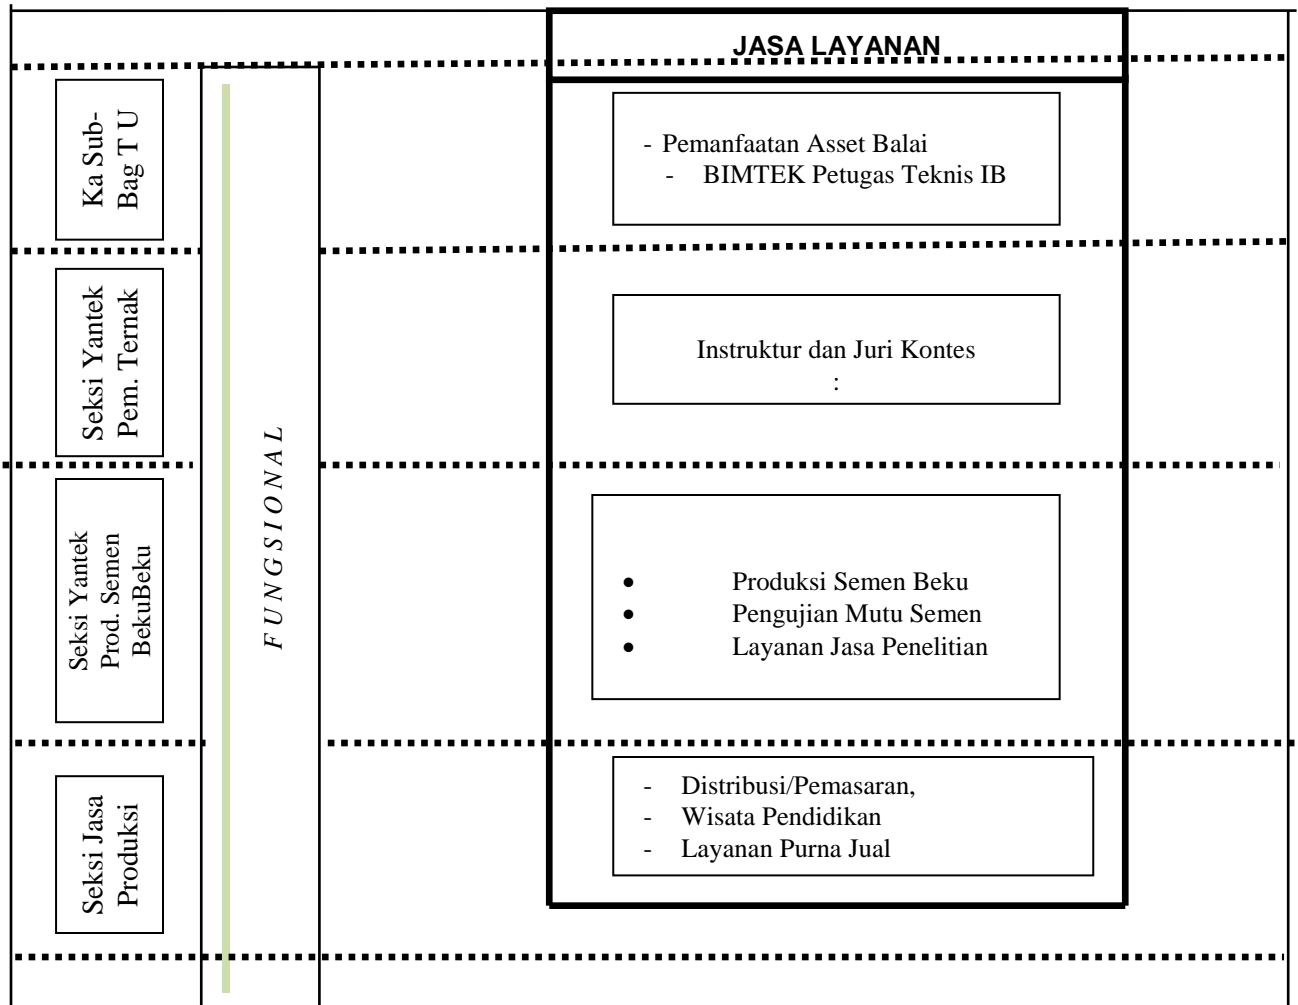 JASA LAYANAN
Ka Sub-
Bag T U
- Pemanfaatan Asset Balai
- BIMTEK Petugas Teknis IB
Seksi Yantek
Pem. Ternak
Instruktur dan Juri Kontes
:
FUNGSIONAL
Seksi Yantek
Prod. Semen
BekuBeku
• Produksi Semen Beku
• Pengujian Mutu Semen
• Layanan Jasa Penelitian
Seksi Jasa
Produksi
- Distribusi/Pemasaran,
- Wisata Pendidikan
- Layanan Purna Jual